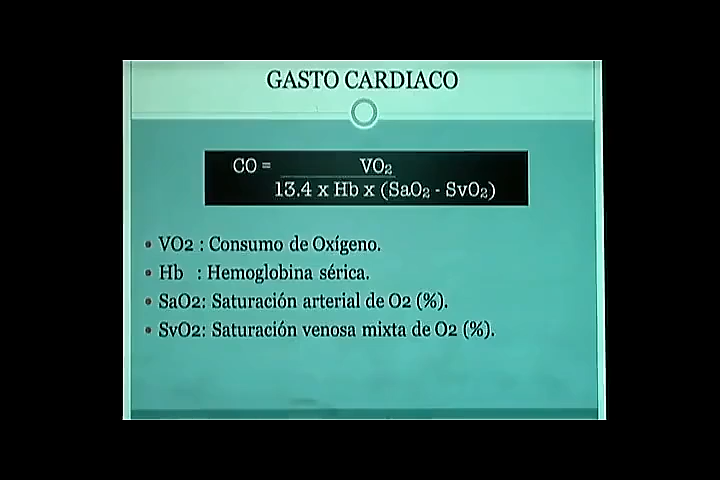 GASTO CARDIACO
CO = VO₂
13.4 x Hb x (SaO₂ - SvO₂)
• VO2 : Consumo de Oxígeno.
• Hb : Hemoglobina sérica.
• SaO2: Saturación arterial de O2 (%).
• SvO2: Saturación venosa mixta de O2 (%).